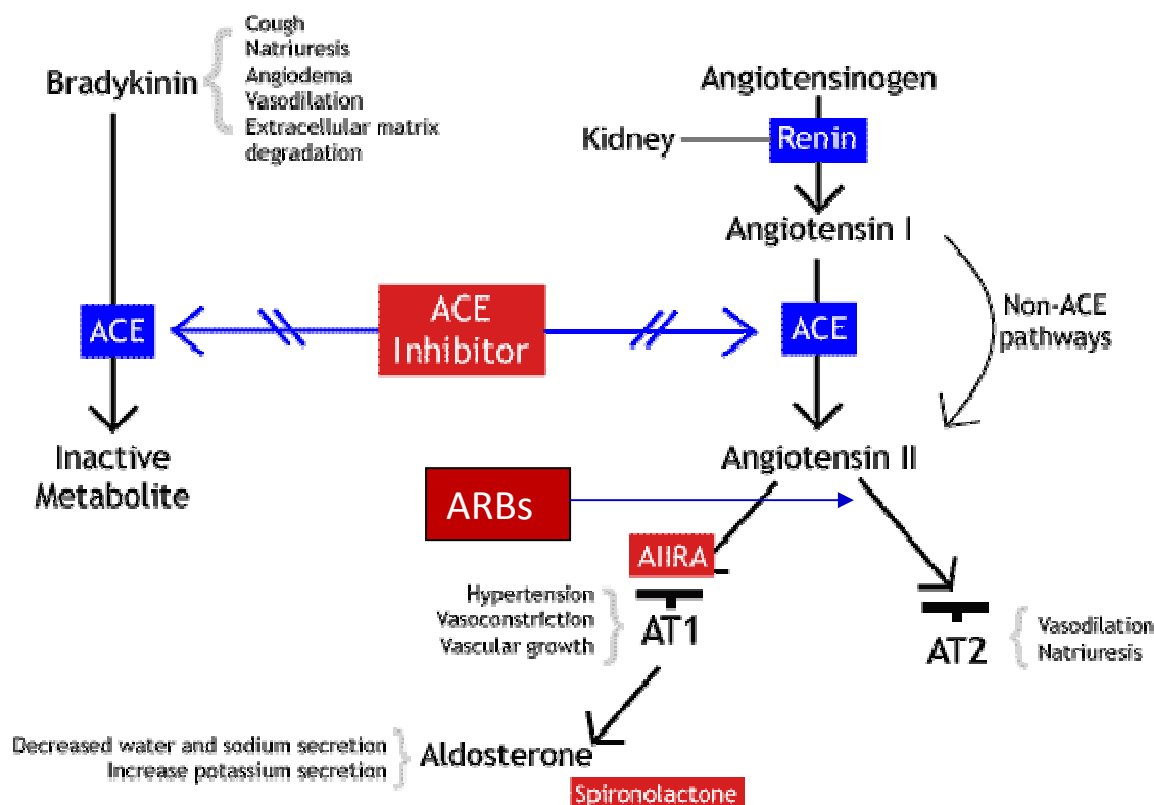 Bradykinin
Cough
Natriuresis
Angiodema
Vasodilation
Extracellular matrix
degradation
Angiotensinogen
Kidney
Renin
Angiotensin I
ACE
ACE
Inhibitor
ACE
Non-ACE
pathways
Inactive
Metabolite
Angiotensin II
ARBs
AIIRA
Hypertension
Vasoconstriction
Vascular growth
AT1
AT2
Vasodilation
Natriuresis
Decreased water and sodium secretion
Increase potassium secretion
Aldosterone
Spironolactone